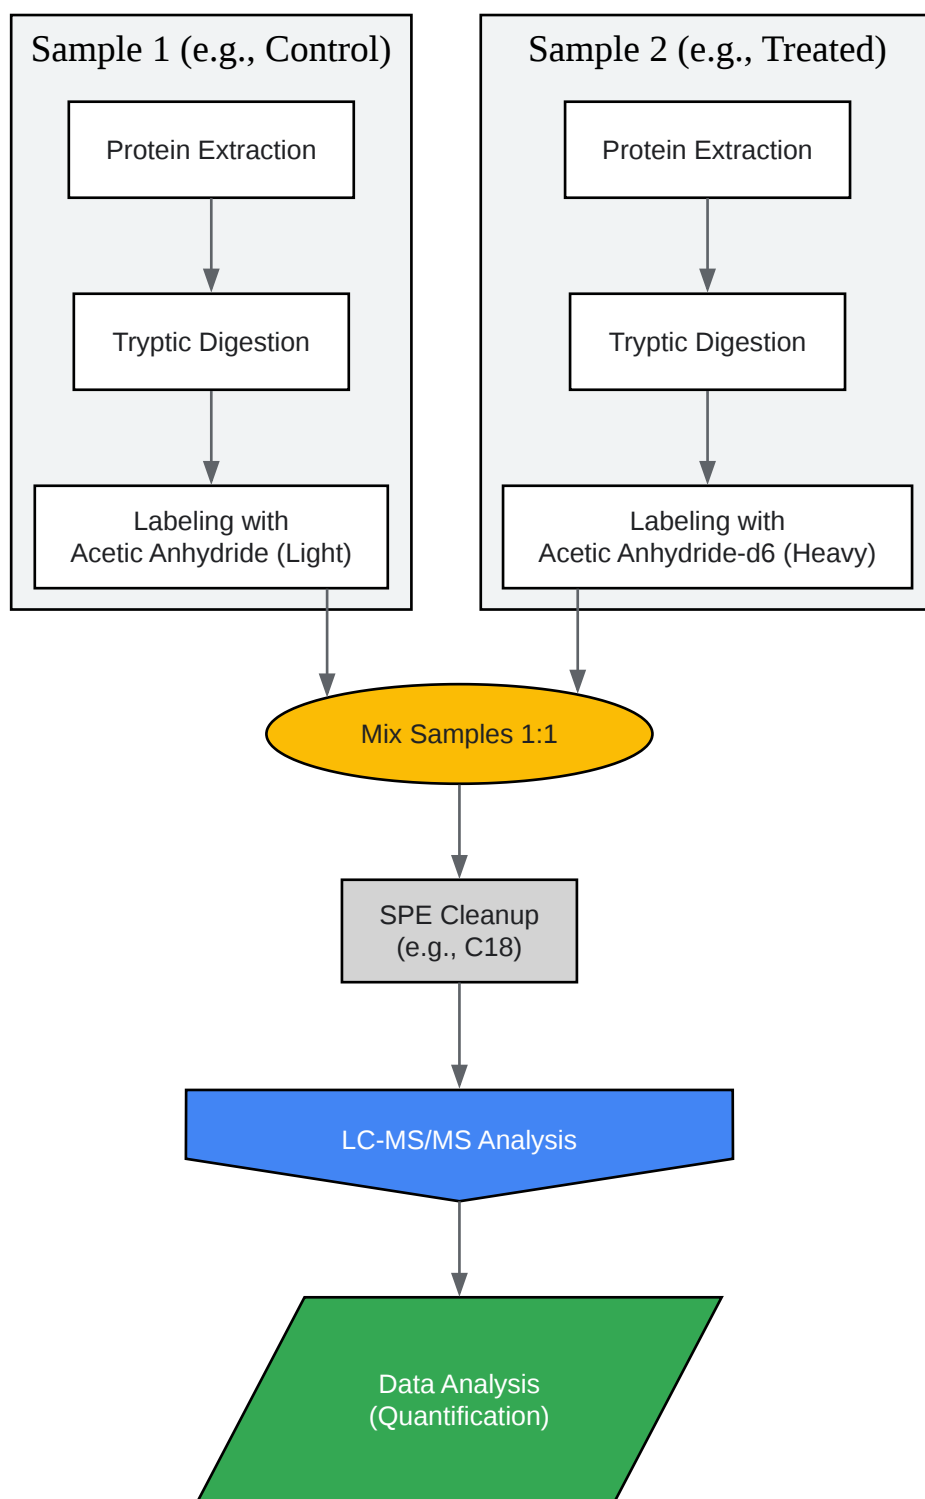 Sample 1 (e.g., Control)
Protein Extraction
Tryptic Digestion
Labeling with
Acetic Anhydride (Light)
Sample 2 (e.g., Treated)
Protein Extraction
Tryptic Digestion
Labeling with
Acetic Anhydride-d6 (Heavy)
Mix Samples 1:1
SPE Cleanup
(e.g., C18)
LC-MS/MS Analysis
Data Analysis
(Quantification)